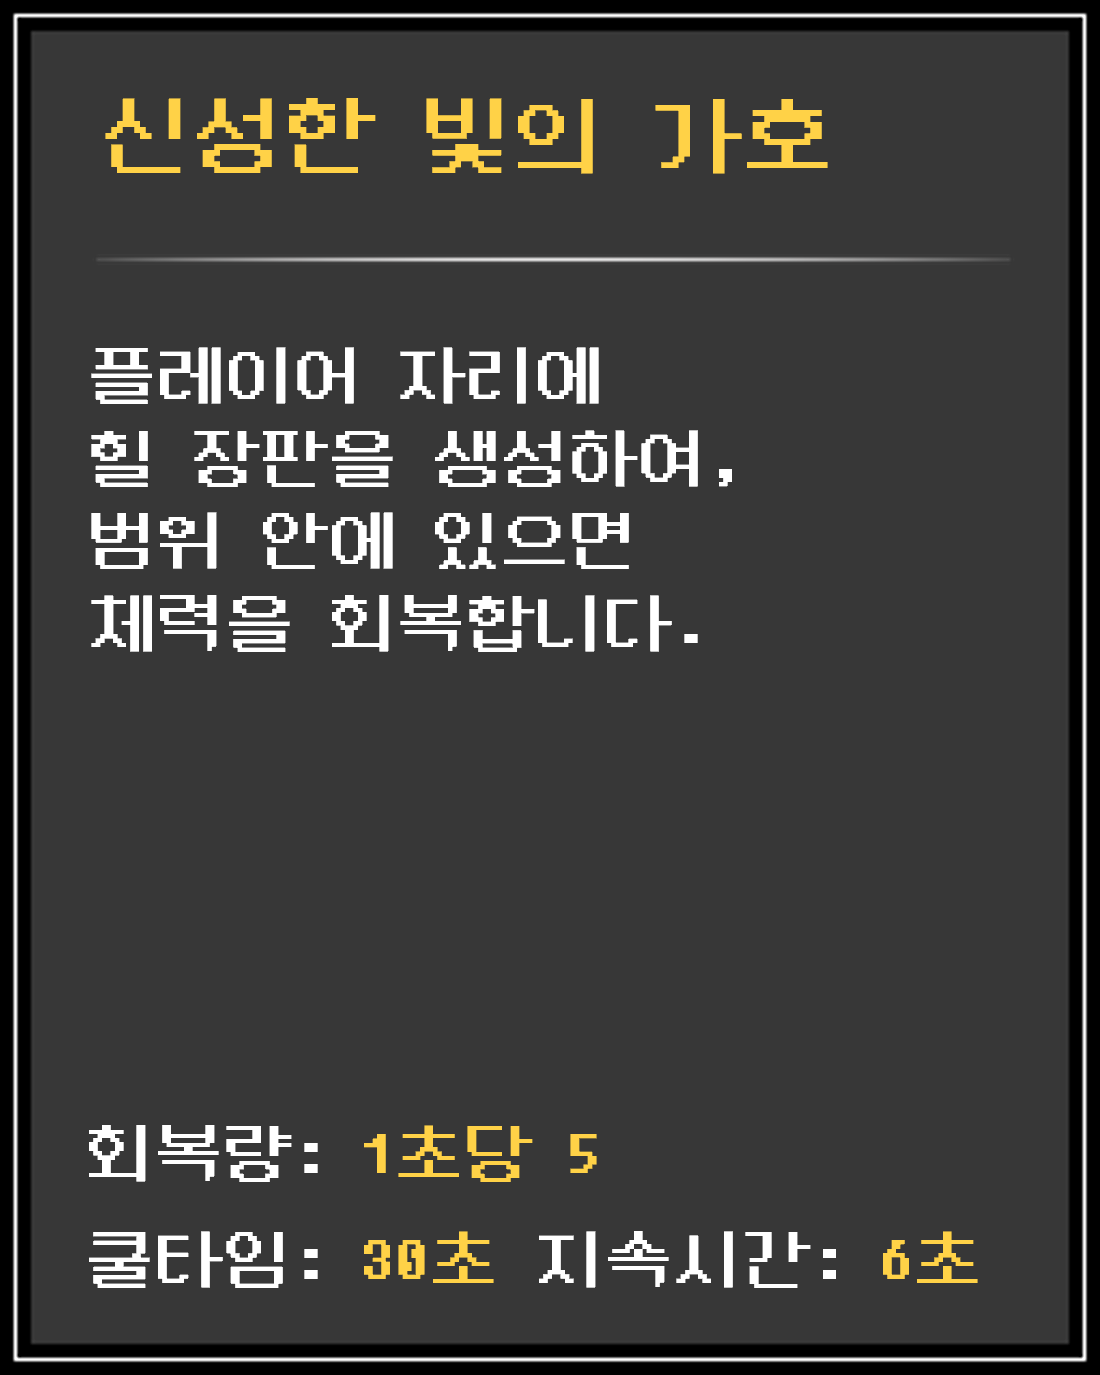 신성한 빛의 가호
플레이어 자리에
힐 장판을 생성하여,
범위 안에 있으면
체력을 회복합니다.
회복량: 1초당 5
쿨타임: 30초 지속시간: 6초